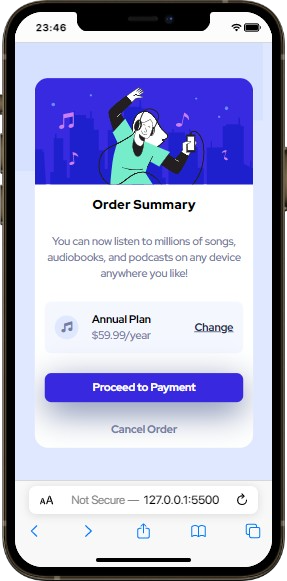 23:46
Order Summary
You can now listen to millions of songs,
audiobooks, and podcasts on any device
anywhere you like!
Annual Plan
$59.99/year
Change
Proceed to Payment
Cancel Order
AA Not Secure — 127.0.0.1:5500